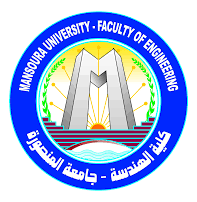 MANSOURA UNIVERSITY - FACULTY OF ENGINEERING
كلية الهندسة - جامعة المنصورة